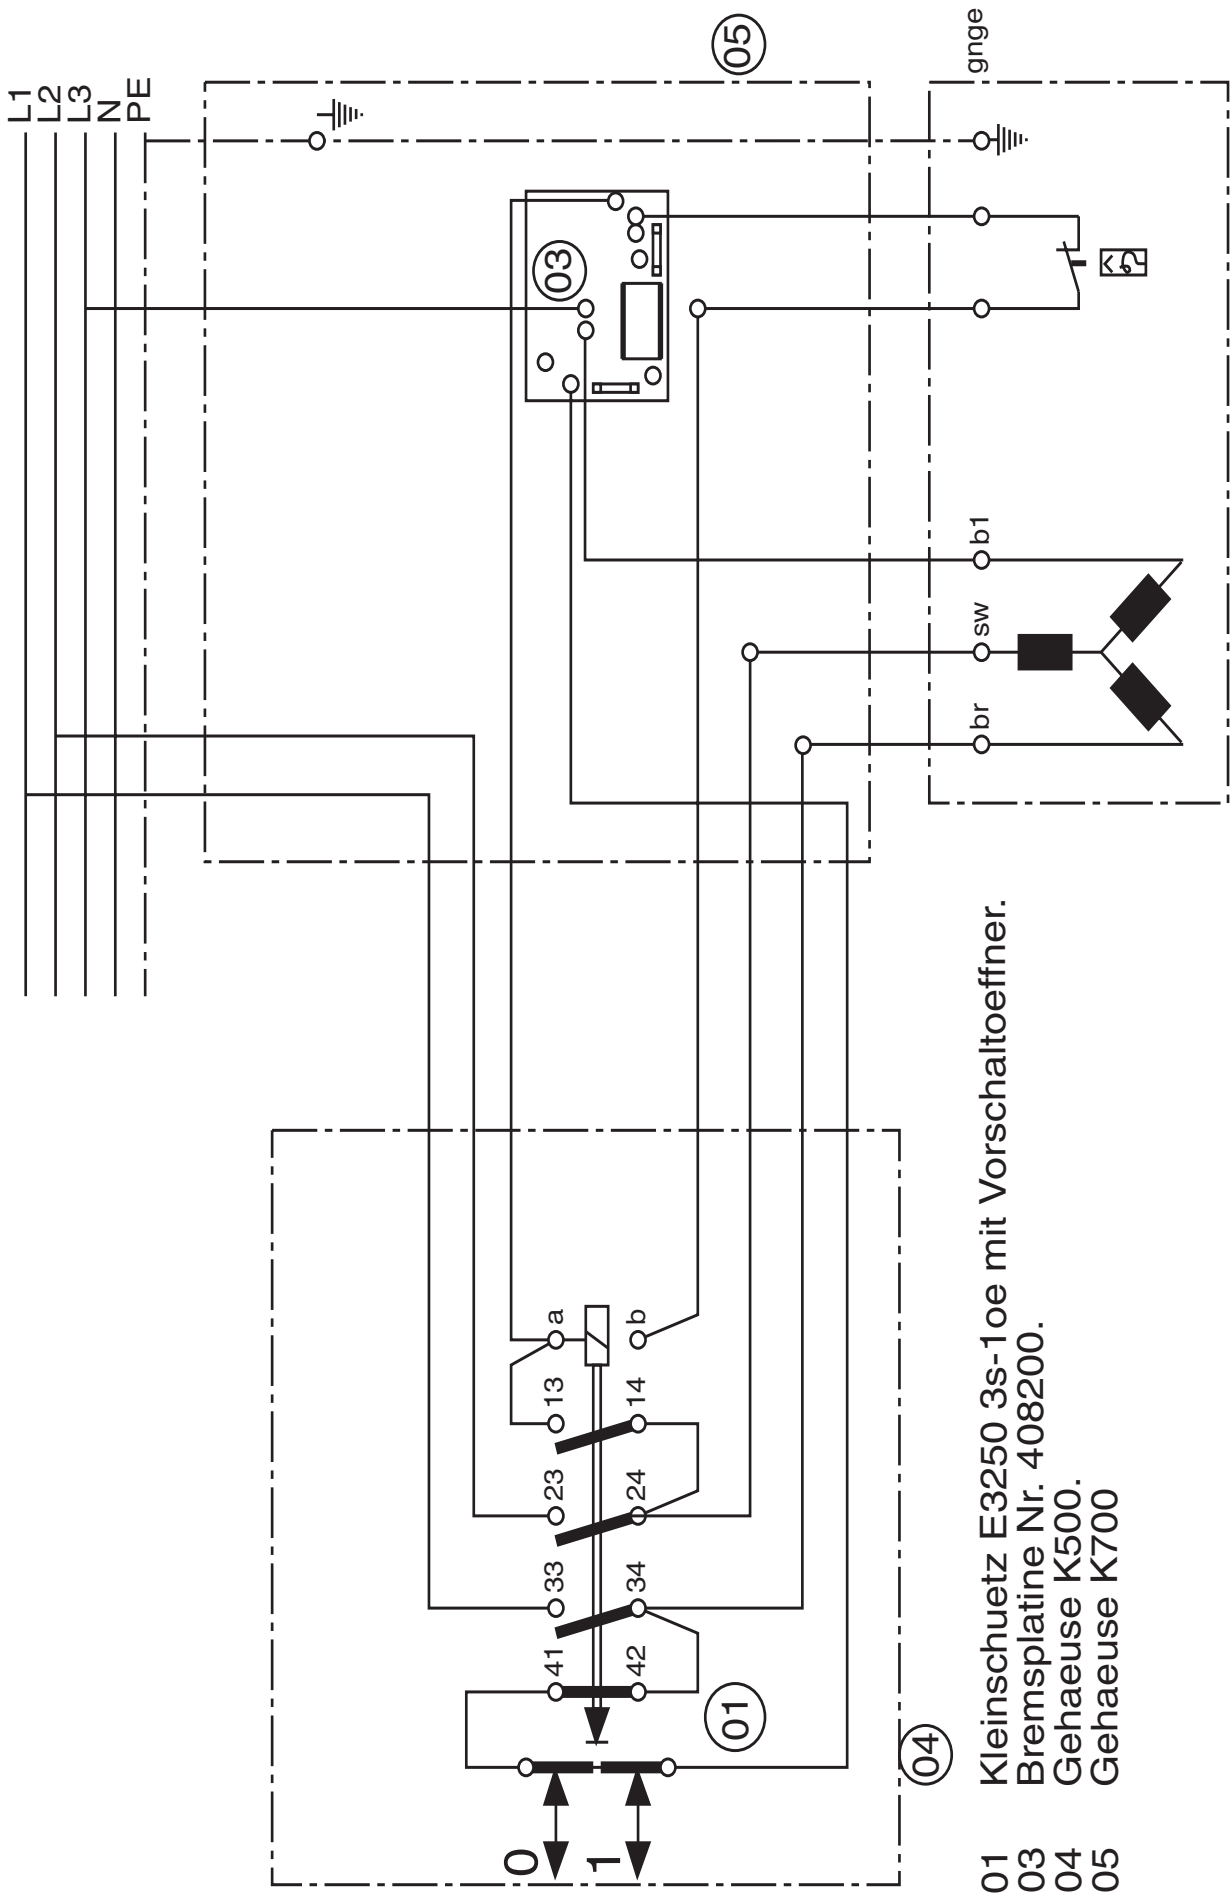 L1
L2
L3
N
PE
05
gnge
03
b1
sw
br
a
b
13
14
23
24
33
34
41
42
01
04
0
1
01 Kleinschuetz E3250 3s-1oe mit Vorschaltoeffner.
03 Bremsplatine Nr. 408200.
04 Gehaeuse K500.
05 Gehaeuse K700